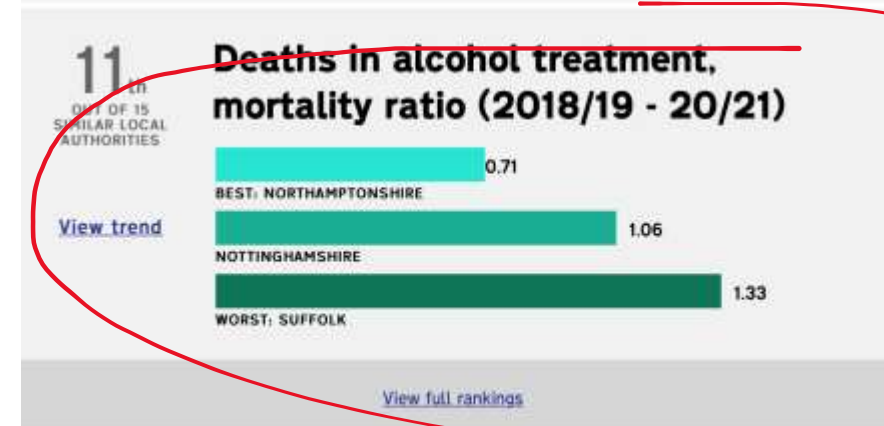 11th
OUT OF 15
SIMILAR LOCAL
AUTHORITIES
View trend
Deaths in alcohol treatment,
mortality ratio (2018/19 - 20/21)
0.71
BEST: NORTHAMPTONSHIRE
1.06
NOTTINGHAMSHIRE
1.33
WORST: SUFFOLK
View full rankings